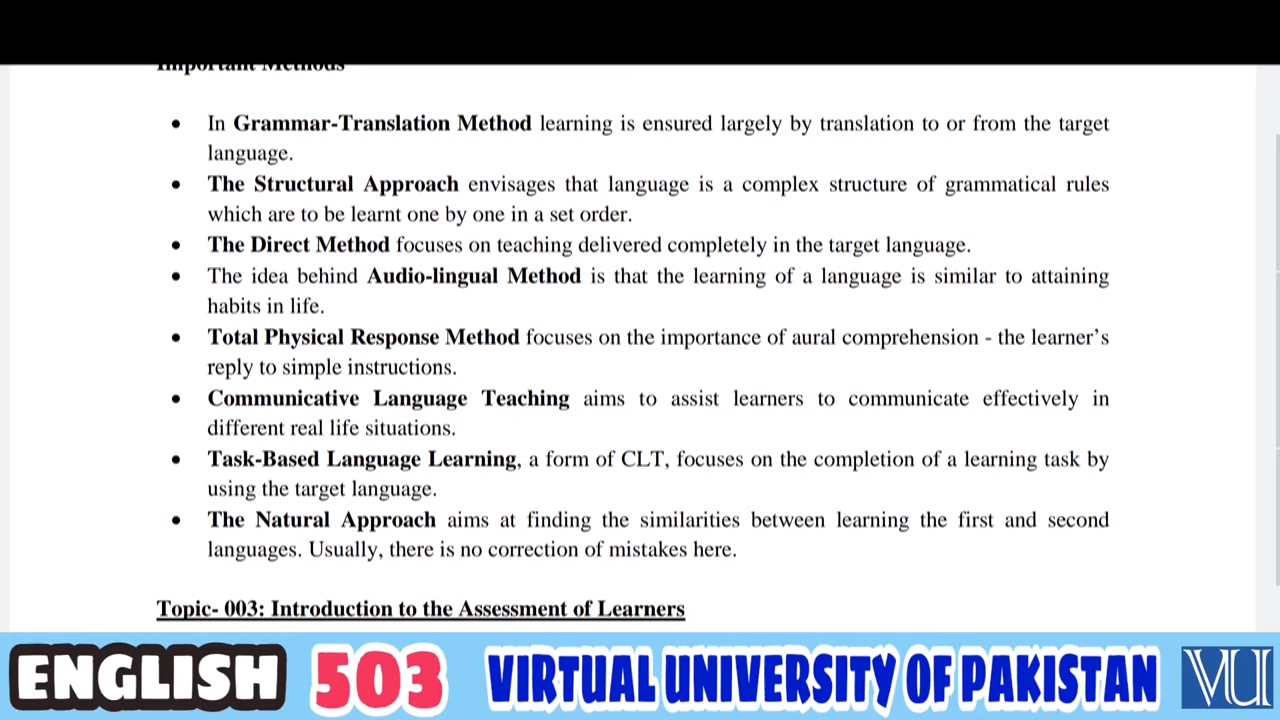 Important Methods
• In Grammar-Translation Method learning is ensured largely by translation to or from the target
language.
• The Structural Approach envisages that language is a complex structure of grammatical rules
which are to be learnt one by one in a set order.
• The Direct Method focuses on teaching delivered completely in the target language.
• The idea behind Audio-lingual Method is that the learning of a language is similar to attaining
habits in life.
• Total Physical Response Method focuses on the importance of aural comprehension - the learner’s
reply to simple instructions.
• Communicative Language Teaching aims to assist learners to communicate effectively in
different real life situations.
• Task-Based Language Learning, a form of CLT, focuses on the completion of a learning task by
using the target language.
• The Natural Approach aims at finding the similarities between learning the first and second
languages. Usually, there is no correction of mistakes here.
Topic- 003: Introduction to the Assessment of Learners
ENGLISH 503 VIRTUAL UNIVERSITY OF PAKISTAN VU